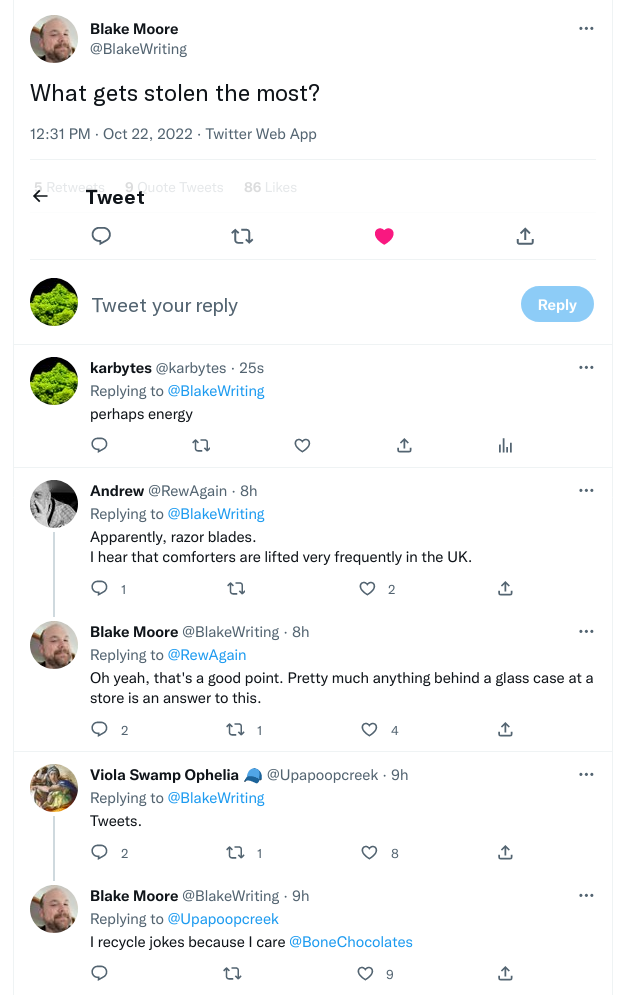 Blake Moore
@BlakeWriting
What gets stolen the most?
12:31 PM · Oct 22, 2022 · Twitter Web App
5 Retweets 9 Quote Tweets 86 Likes
Tweet
Tweet your reply
Reply
karbytes @karbytes · 25s
Replying to @BlakeWriting
perhaps energy
Andrew @RewAgain · 8h
Replying to @BlakeWriting
Apparently, razor blades.
I hear that comforters are lifted very frequently in the UK.
1 2
Blake Moore @BlakeWriting · 8h
Replying to @RewAgain
Oh yeah, that's a good point. Pretty much anything behind a glass case at a
store is an answer to this.
2 1 4
Viola Swamp Ophelia 🧢 @Upapoopcreek · 9h
Replying to @BlakeWriting
Tweets.
2 1 8
Blake Moore @BlakeWriting · 9h
Replying to @Upapoopcreek
I recycle jokes because I care @BoneChocolates
9